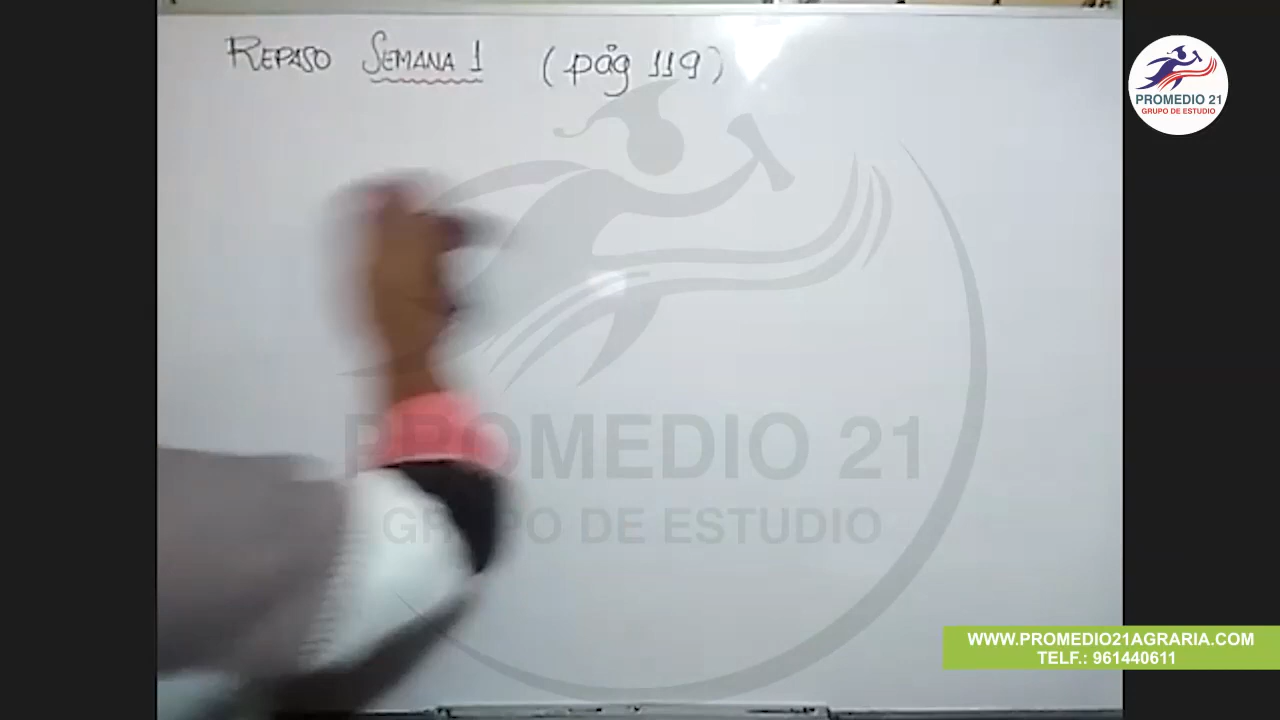 REPASO SEMANA 1 (pág 119)
PROMEDIO 21
GRUPO DE ESTUDIO
PROMEDIO 21
GRUPO DE ESTUDIO
WWW.PROMEDIO21AGRARIA.COM
TELF.: 961440611